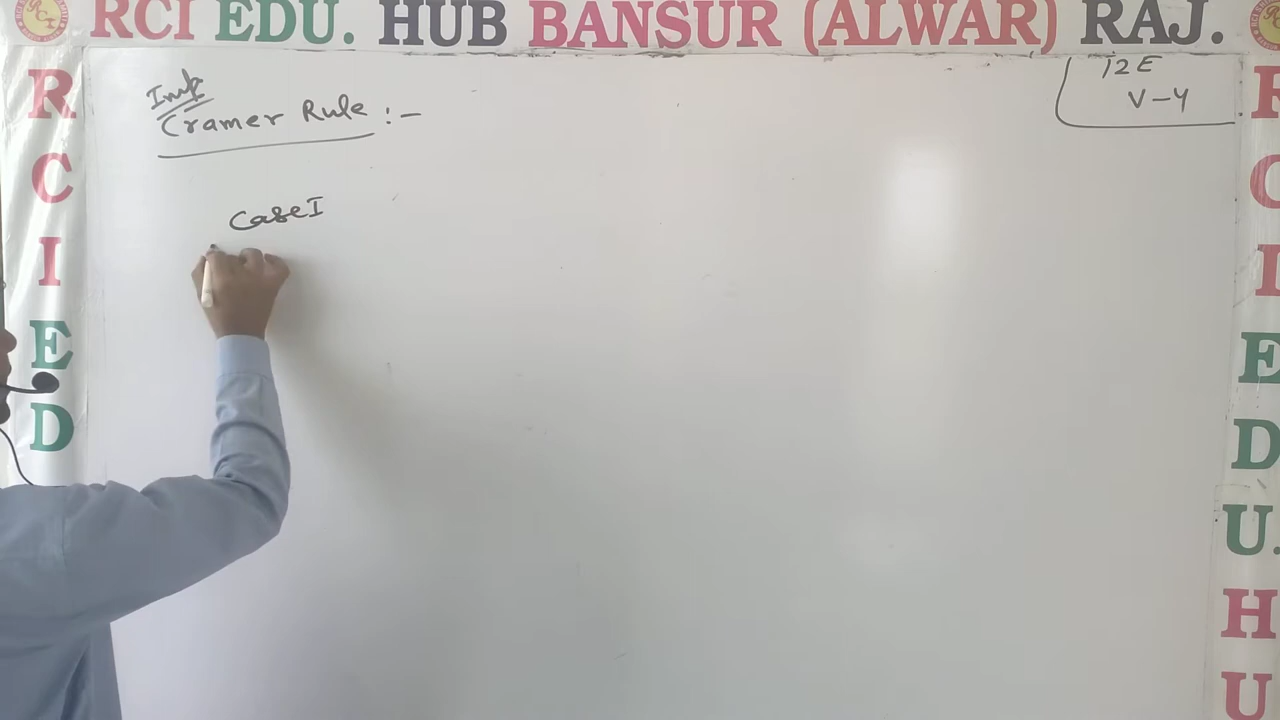 RCI EDU. HUB BANSUR (ALWAR) RAJ.
R
C
I
E
D
Imp
Cramer Rule :-
Case I
12E
V-4
R
C
I
E
D
U.
H
U